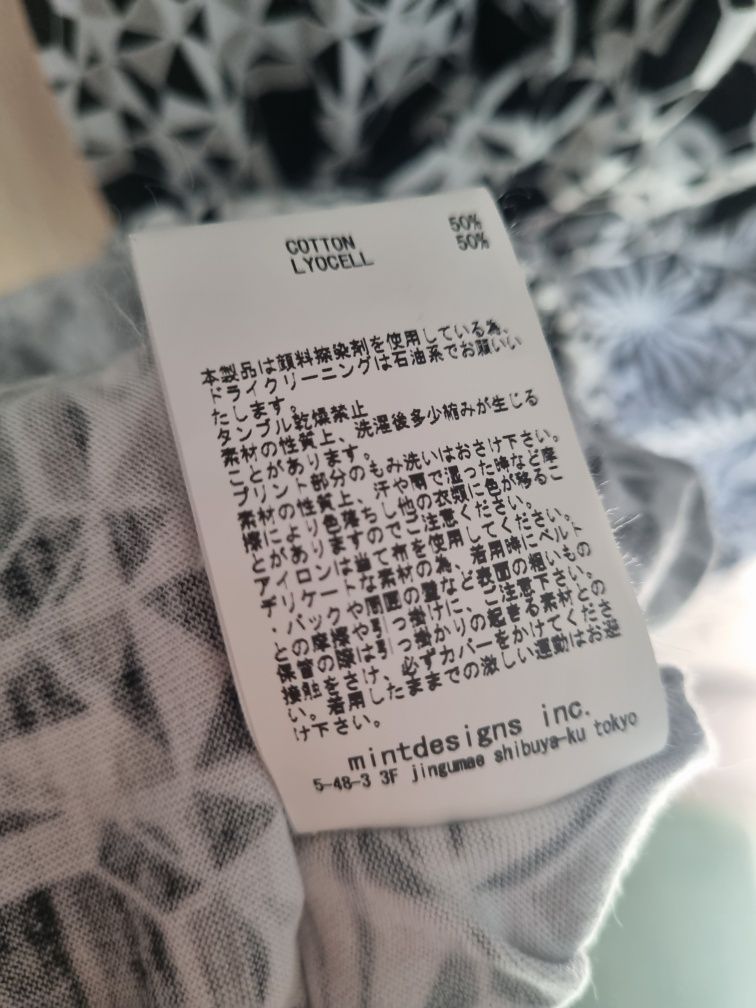 COTTON 50%
LYOCELL 50%
本製品は顔料捺染剤を使用している為、
ドライクリーニングは石油系でお願いい
たします。
タンブル乾燥禁止
素材の性質上、洗濯後多少縮みが生じる
ことがあります。
プリント部分のもみ洗いはおさけ下さい。
素材の性質上、汗や雨で湿った時など摩
擦により色落ちし他の衣類に色が移るこ
とがありますのでご注意ください。
アイロンは当て布を使用してください。
デリケートな素材の為、着用時にベルト
・バックや周囲の壁など表面の粗いもの
との摩擦や引っ掛けに、ご注意下さい。
保管の際は引っ掛かりの起きる素材との
接触をさけ、必ずカバーをかけてくださ
い。着用したままでの激しい運動はお避
け下さい。
mintdesigns inc.
5-48-3 3F jingumae shibuya-ku tokyo